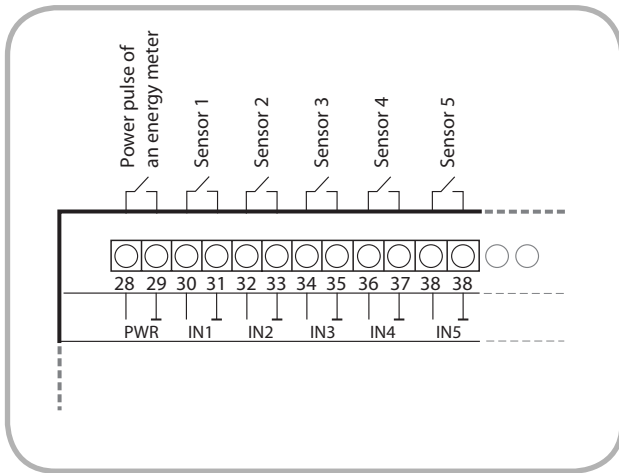 Power pulse of
an energy meter
Sensor 1
Sensor 2
Sensor 3
Sensor 4
Sensor 5
28 29 30 31 32 33 34 35 36 37 38 38
PWR IN1 IN2 IN3 IN4 IN5